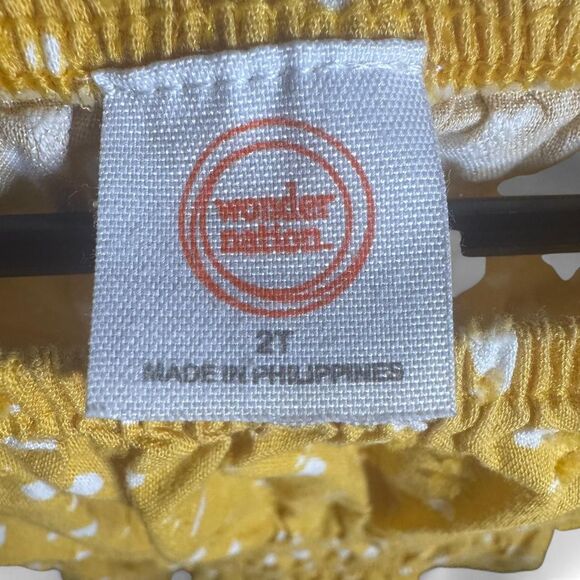 wonder
nation.
2T
MADE IN PHILIPPINES